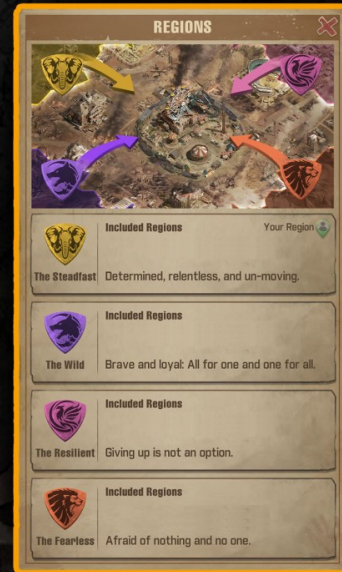 REGIONS
Included Regions
Your Region
The Steadfast
Determined, relentless, and un-moving.
Included Regions
The Wild
Brave and loyal: All for one and one for all.
Included Regions
The Resilient
Giving up is not an option.
Included Regions
The Fearless
Afraid of nothing and no one.